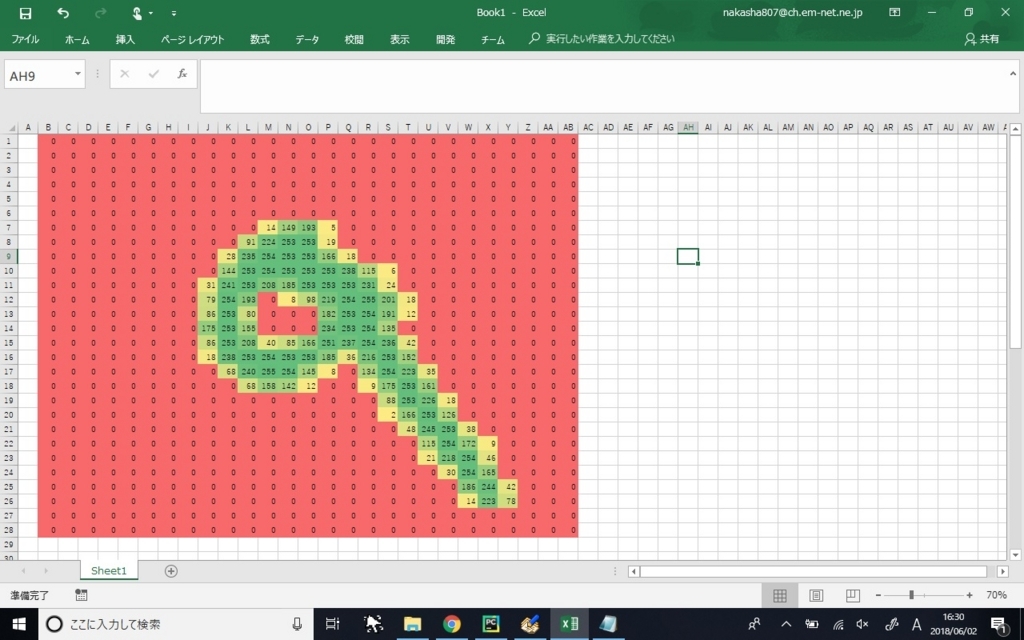 Book1 - Excel nakasha807@ch.em-net.ne.jp
ファイル ホーム 挿入 ページ レイアウト 数式 データ 校閲 表示 開発 チーム 実行したい作業を入力してください 共有
AH9 fx
A B C D E F G H I J K L M N O P Q R S T U V W X Y Z AA AB AC AD AE AF AG AH AI AJ AK AL AM AN AO AP AQ AR AS AT AU AV AW
1 0 0 0 0 0 0 0 0 0 0 0 0 0 0 0 0 0 0 0 0 0 0 0 0 0 0 0
2 0 0 0 0 0 0 0 0 0 0 0 0 0 0 0 0 0 0 0 0 0 0 0 0 0 0 0
3 0 0 0 0 0 0 0 0 0 0 0 0 0 0 0 0 0 0 0 0 0 0 0 0 0 0 0
4 0 0 0 0 0 0 0 0 0 0 0 0 0 0 0 0 0 0 0 0 0 0 0 0 0 0 0
5 0 0 0 0 0 0 0 0 0 0 0 0 0 0 0 0 0 0 0 0 0 0 0 0 0 0 0
6 0 0 0 0 0 0 0 0 0 0 0 0 0 0 0 0 0 0 0 0 0 0 0 0 0 0 0
7 0 0 0 0 0 0 0 0 0 0 0 14 149 193 5 0 0 0 0 0 0 0 0 0 0 0 0
8 0 0 0 0 0 0 0 0 0 0 91 224 253 253 19 0 0 0 0 0 0 0 0 0 0 0 0
9 0 0 0 0 0 0 0 0 0 28 235 254 253 253 166 18 0 0 0 0 0 0 0 0 0 0 0
10 0 0 0 0 0 0 0 0 0 144 253 254 253 253 253 238 115 6 0 0 0 0 0 0 0 0 0
11 0 0 0 0 0 0 0 0 31 241 253 208 185 253 253 253 231 24 0 0 0 0 0 0 0 0 0
12 0 0 0 0 0 0 0 0 79 254 193 0 8 98 219 254 255 201 18 0 0 0 0 0 0 0 0
13 0 0 0 0 0 0 0 0 86 253 80 0 0 0 182 253 254 191 12 0 0 0 0 0 0 0 0
14 0 0 0 0 0 0 0 0 175 253 155 0 0 0 234 253 254 135 0 0 0 0 0 0 0 0 0
15 0 0 0 0 0 0 0 0 86 253 208 40 85 166 251 237 254 236 42 0 0 0 0 0 0 0 0
16 0 0 0 0 0 0 0 0 18 238 253 254 253 253 185 36 216 253 152 0 0 0 0 0 0 0 0
17 0 0 0 0 0 0 0 0 0 68 240 255 254 145 8 0 134 254 223 35 0 0 0 0 0 0 0
18 0 0 0 0 0 0 0 0 0 0 68 158 142 12 0 0 9 175 253 161 0 0 0 0 0 0 0
19 0 0 0 0 0 0 0 0 0 0 0 0 0 0 0 0 0 88 253 226 18 0 0 0 0 0 0
20 0 0 0 0 0 0 0 0 0 0 0 0 0 0 0 0 0 2 166 253 126 0 0 0 0 0 0
21 0 0 0 0 0 0 0 0 0 0 0 0 0 0 0 0 0 0 48 245 253 38 0 0 0 0 0
22 0 0 0 0 0 0 0 0 0 0 0 0 0 0 0 0 0 0 0 115 254 172 9 0 0 0 0
23 0 0 0 0 0 0 0 0 0 0 0 0 0 0 0 0 0 0 0 21 218 254 46 0 0 0 0
24 0 0 0 0 0 0 0 0 0 0 0 0 0 0 0 0 0 0 0 0 30 254 165 0 0 0 0
25 0 0 0 0 0 0 0 0 0 0 0 0 0 0 0 0 0 0 0 0 0 186 244 42 0 0 0
26 0 0 0 0 0 0 0 0 0 0 0 0 0 0 0 0 0 0 0 0 0 14 223 78 0 0 0
27 0 0 0 0 0 0 0 0 0 0 0 0 0 0 0 0 0 0 0 0 0 0 0 0 0 0 0
28 0 0 0 0 0 0 0 0 0 0 0 0 0 0 0 0 0 0 0 0 0 0 0 0 0 0 0
29
30
Sheet1
準備完了 70%
ここに入力して検索 PC A 16:30
2018/06/02 1